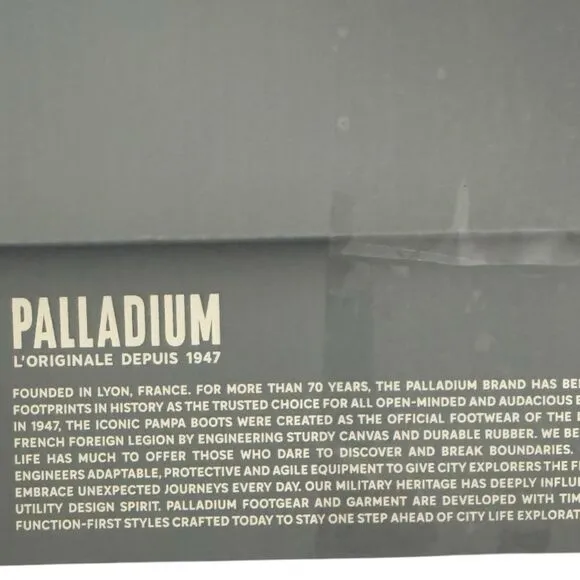 PALLADIUM
L'ORIGINALE DEPUIS 1947
FOUNDED IN LYON, FRANCE. FOR MORE THAN 70 YEARS, THE PALLADIUM BRAND HAS
FOOTPRINTS IN HISTORY AS THE TRUSTED CHOICE FOR ALL OPEN-MINDED AND AUDACIOUS
IN 1947, THE ICONIC PAMPA BOOTS WERE CREATED AS THE OFFICIAL FOOTWEAR OF THE
FRENCH FOREIGN LEGION BY ENGINEERING STURDY CANVAS AND DURABLE RUBBER. WE
LIFE HAS MUCH TO OFFER THOSE WHO DARE TO DISCOVER AND BREAK BOUNDARIES.
ENGINEERS ADAPTABLE, PROTECTIVE AND AGILE EQUIPMENT TO GIVE CITY EXPLORERS THE
EMBRACE UNEXPECTED JOURNEYS EVERY DAY. OUR MILITARY HERITAGE HAS DEEPLY
UTILITY DESIGN SPIRIT. PALLADIUM FOOTGEAR AND GARMENT ARE DEVELOPED WITH
FUNCTION-FIRST STYLES CRAFTED TODAY TO STAY ONE STEP AHEAD OF CITY LIFE